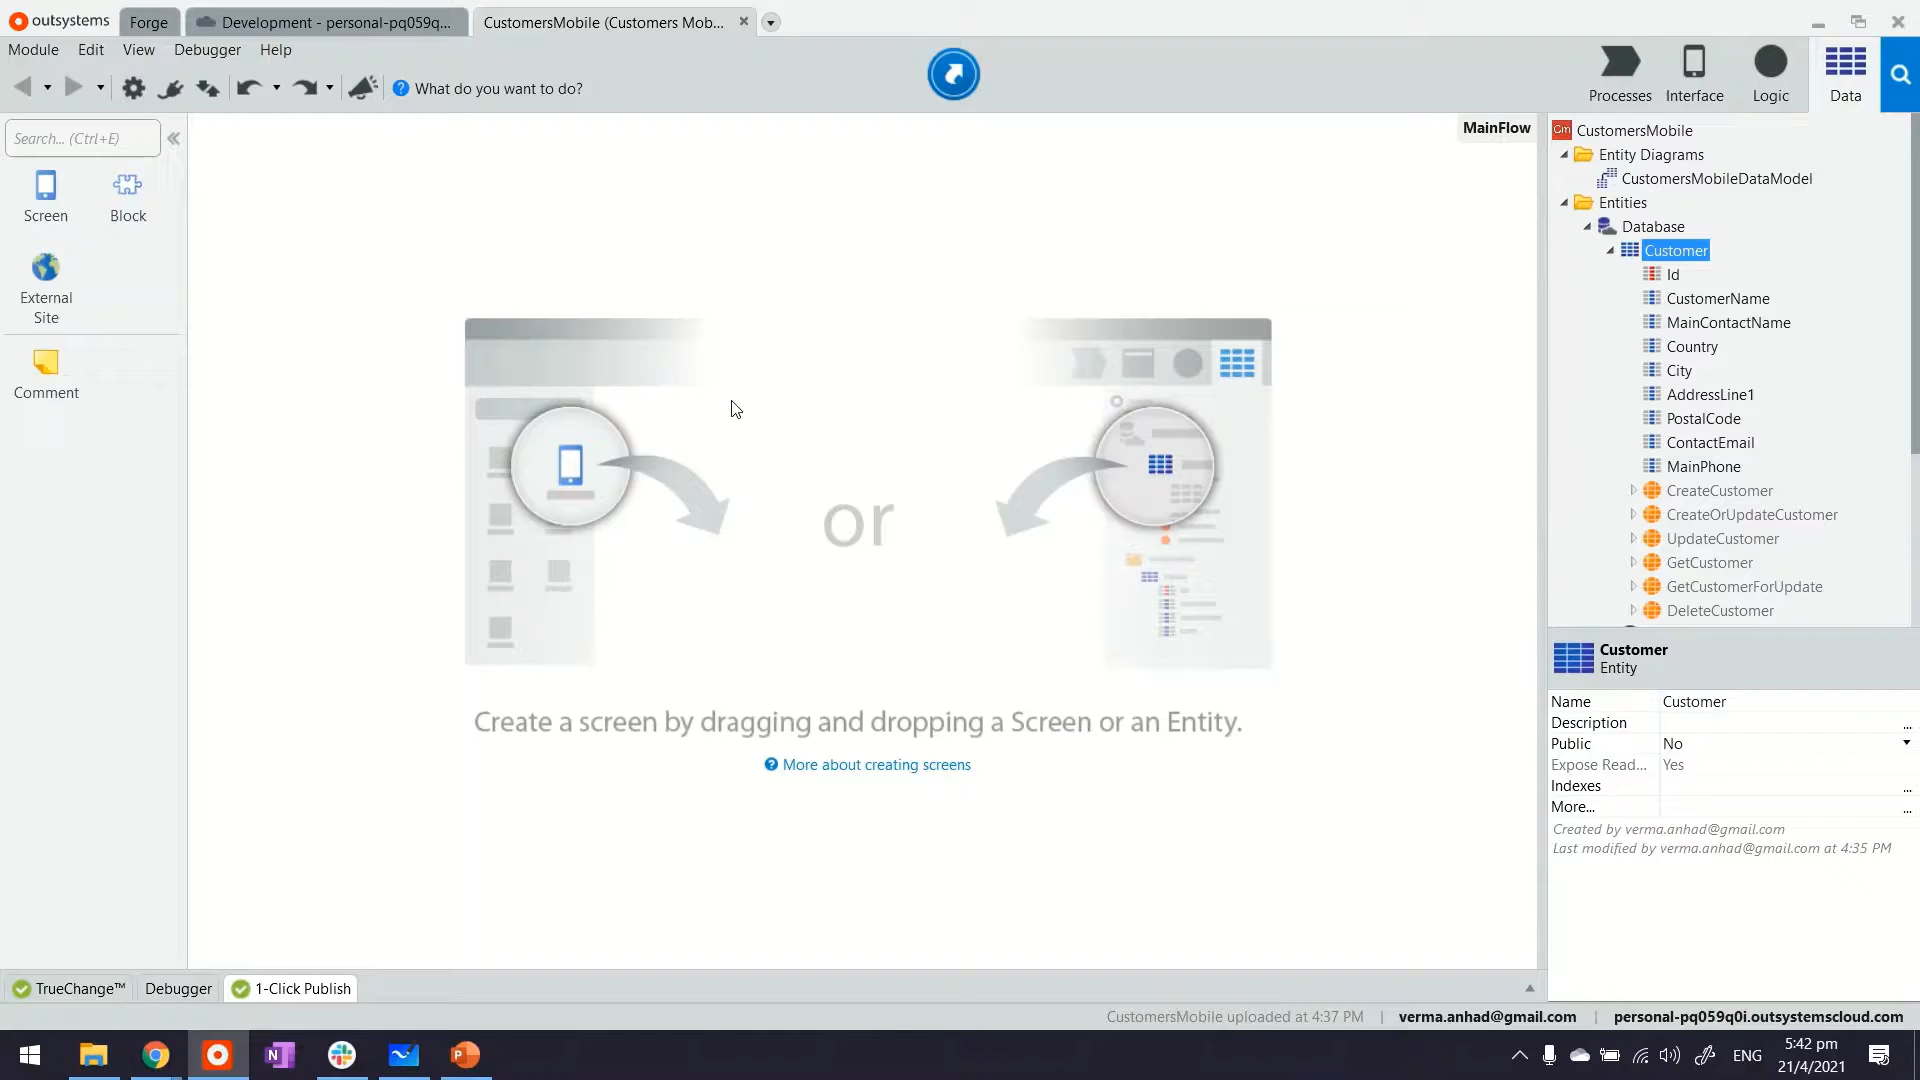 outsystems
Forge
Development - personal-pq059q...
CustomersMobile (Customers Mob...
Module
Edit
View
Debugger
Help
What do you want to do?
Processes
Interface
Logic
Data
Search... (Ctrl+E)
Screen
Block
External
Site
Comment
MainFlow
or
Create a screen by dragging and dropping a Screen or an Entity.
More about creating screens
Cm CustomersMobile
Entity Diagrams
CustomersMobileDataModel
Entities
Database
Customer
Id
CustomerName
MainContactName
Country
City
AddressLine1
PostalCode
ContactEmail
MainPhone
CreateCustomer
CreateOrUpdateCustomer
UpdateCustomer
GetCustomer
GetCustomerForUpdate
DeleteCustomer
Customer
Entity
Name Customer
Description ...
Public No
Expose Read... Yes
Indexes ...
More... ...
Created by verma.anhad@gmail.com
Last modified by verma.anhad@gmail.com at 4:35 PM
TrueChange™
Debugger
1-Click Publish
CustomersMobile uploaded at 4:37 PM | verma.anhad@gmail.com | personal-pq059q0i.outsystemscloud.com
ENG
5:42 pm
21/4/2021